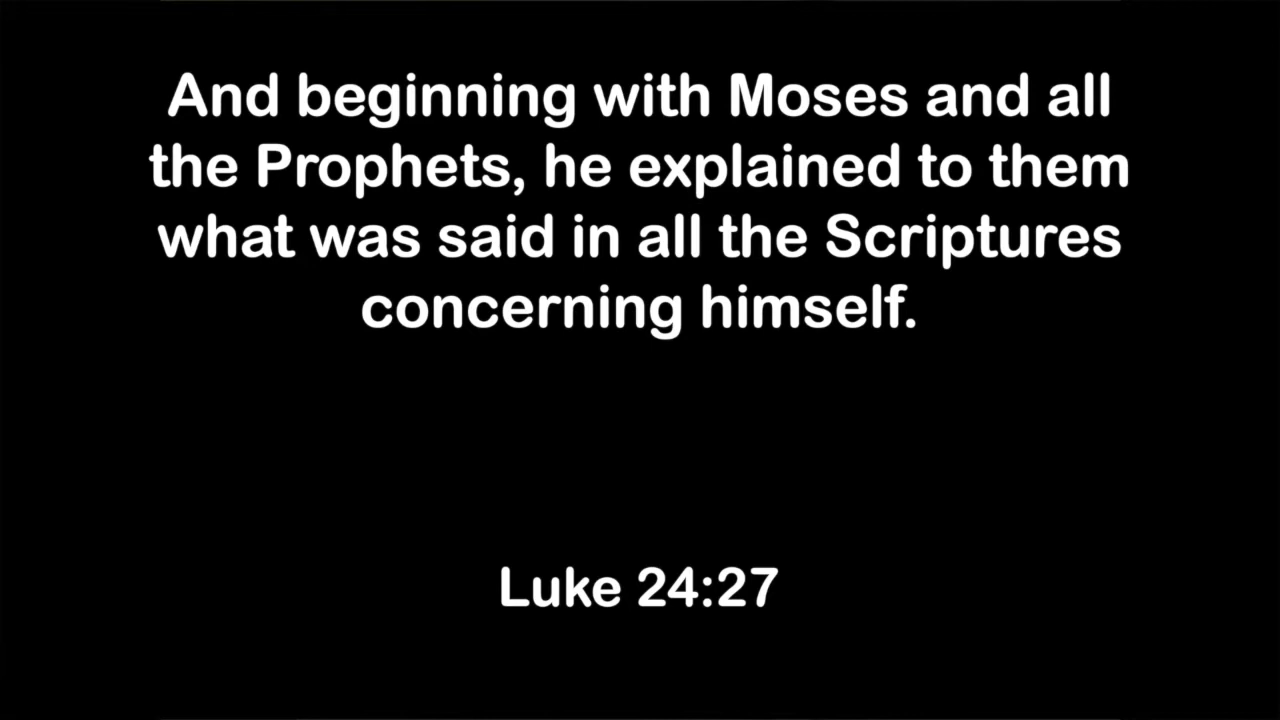 And beginning with Moses and all
the Prophets, he explained to them
what was said in all the Scriptures
concerning himself.
Luke 24:27